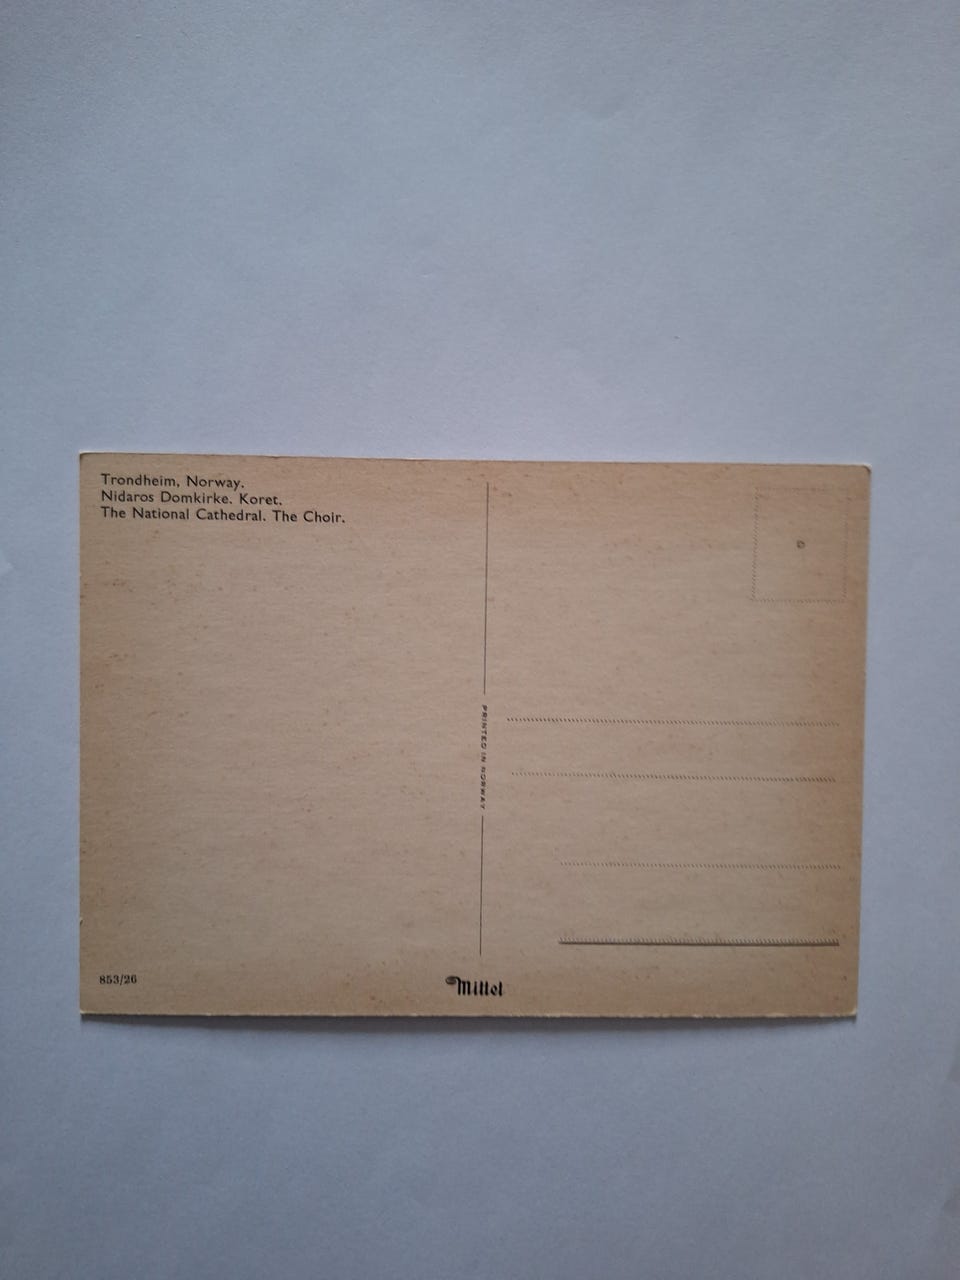 Trondheim, Norway.
Nidaros Domkirke. Koret.
The National Cathedral. The Choir.
PRINTED IN NORWAY
853/26
Mittet